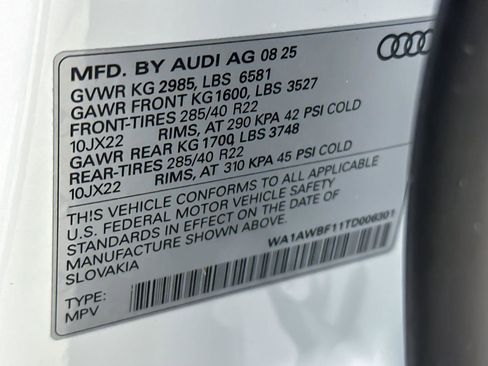 MFD. BY AUDI AG 08 25
GVWR KG 2985, LBS 6581
GAWR FRONT KG1600, LBS 3527
FRONT-TIRES 285/40 R22
10JX22 RIMS, AT 290 KPA 42 PSI COLD
GAWR REAR KG1700, LBS 3748
REAR-TIRES 285/40 R22
10JX22 RIMS, AT 310 KPA 45 PSI COLD
THIS VEHICLE CONFORMS TO ALL APPLICABLE
U.S. FEDERAL MOTOR VEHICLE SAFETY
STANDARDS IN EFFECT ON THE DATE OF
MANUFACTURE SHOWN ABOVE.
SLOVAKIA WA1AWBF11TD006301
TYPE:
MPV